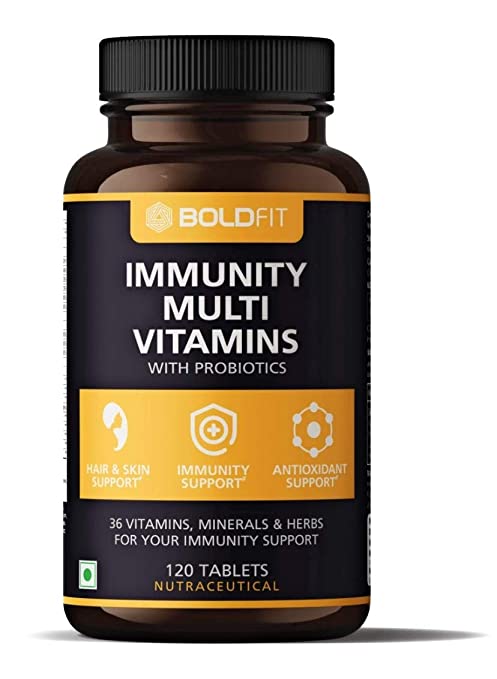 BOLDFIT
IMMUNITY
MULTI
VITAMINS
WITH PROBIOTICS
HAIR & SKIN
SUPPORT#
IMMUNITY
SUPPORT#
ANTIOXIDANT
SUPPORT#
36 VITAMINS, MINERALS & HERBS
FOR YOUR IMMUNITY SUPPORT
120 TABLETS
NUTRACEUTICAL